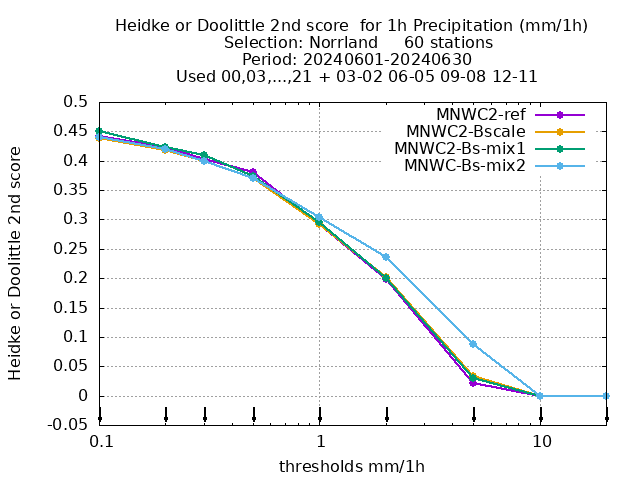 Heidke or Doolittle 2nd score  for 1h Precipitation (mm/1h)
Selection: Norrland     60 stations
Period: 20240601-20240630
Used 00,03,...,21 + 03-02 06-05 09-08 12-11
MNWC2-ref
MNWC2-Bscale
MNWC2-Bs-mix1
MNWC-Bs-mix2
Heidke or Doolittle 2nd score
0.5
0.45
0.4
0.35
0.3
0.25
0.2
0.15
0.1
0.05
0
-0.05
0.1 1 10
thresholds mm/1h